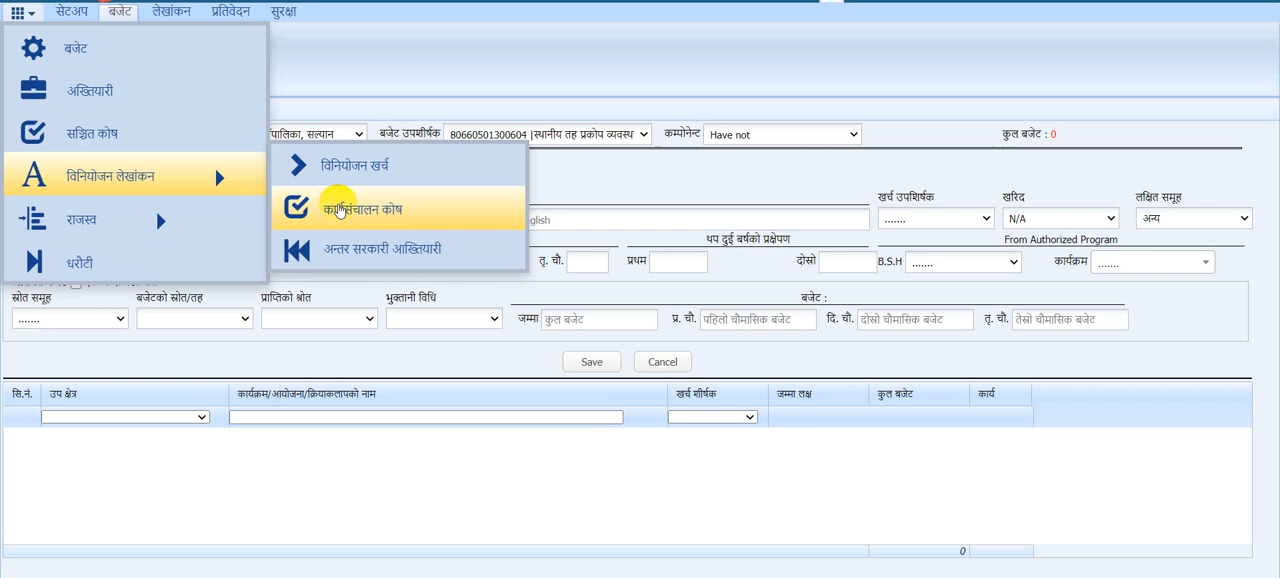 सेटअप बजेट लेखांकन प्रतिवेदन सुरक्षा
बजेट
अख्तियारी
सञ्चित कोष
विनियोजन लेखांकन
राजस्व
धरौटी
विनियोजन खर्च
कार्यसंचालन कोष
अन्तर सरकारी आख्तियारी
पालिका, सल्यान बजेट उपशीर्षक 80660501300604 |स्थानीय तह प्रकोप व्यवस्थ कम्पोनेन्ट Have not कुल बजेट : 0
खर्च उपशिर्षक खरिद लक्षित समूह
glish ....... N/A अन्य
थप दुई बर्षको प्रक्षेपण From Authorized Program
तृ. चौ. प्रथम दोस्रो B.S.H ....... कार्यक्रम .......
स्रोत समूह बजेटको स्रोत/तह प्राप्तिको श्रोत भुक्तानी विधि बजेट :
....... जम्मा कुल बजेट प्र. चौ. पहिलो चौमासिक बजेट दि. चौ. दोस्रो चौमासिक बजेट तृ. चौ. तेस्रो चौमासिक बजेट
Save Cancel
सि.नं. उप क्षेत्र कार्यक्रम/आयोजना/क्रियाकलापको नाम खर्च शीर्षक जम्मा लक्ष कुल बजेट कार्य
0